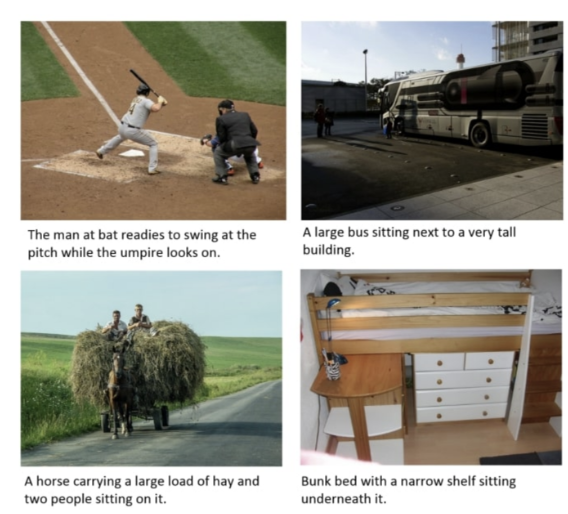 The man at bat readies to swing at the
pitch while the umpire looks on.
A large bus sitting next to a very tall
building.
A horse carrying a large load of hay and
two people sitting on it.
Bunk bed with a narrow shelf sitting
underneath it.